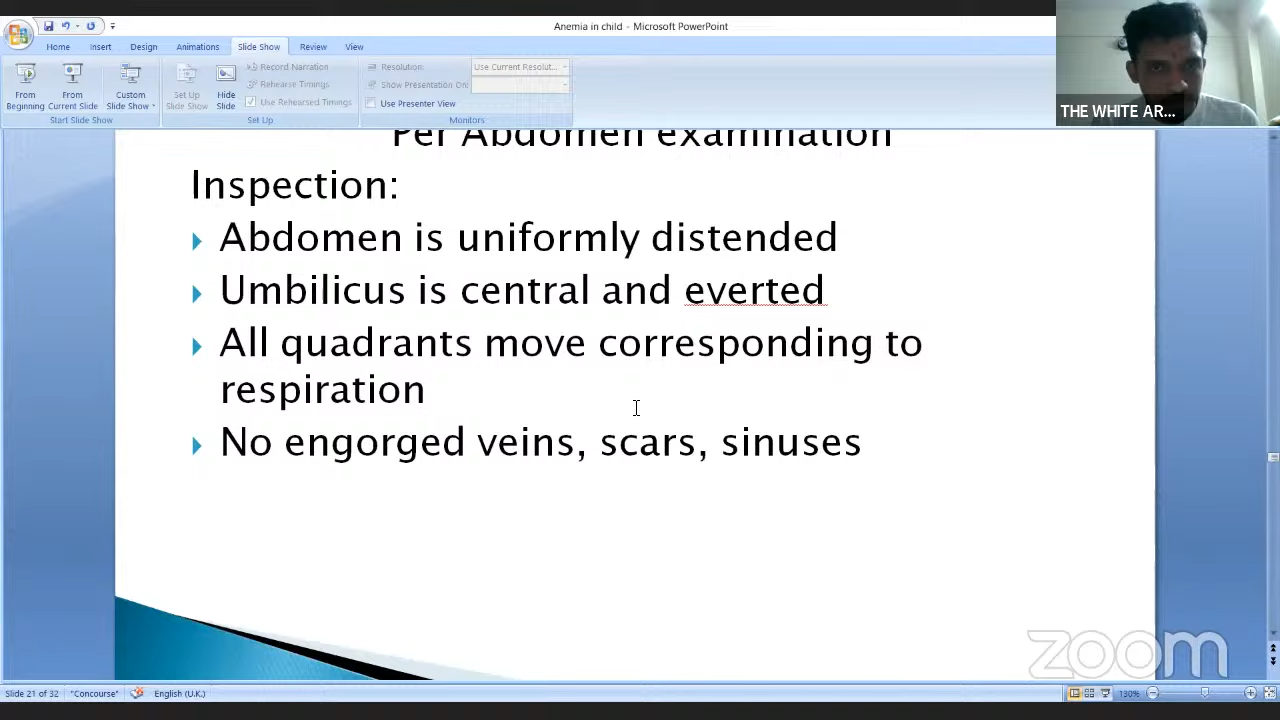 Anemia in child - Microsoft PowerPoint
Home Insert Design Animations Slide Show Review View
From Beginning
From Current Slide
Custom Slide Show
Set Up Slide Show
Hide Slide
Record Narration
Rehearse Timings
Use Rehearsed Timings
Resolution: Use Current Resolut...
Show Presentation On:
Use Presenter View
Start Slide Show Set Up Monitors
THE WHITE AR...
Per Abdomen examination
Inspection:
Abdomen is uniformly distended
Umbilicus is central and everted
All quadrants move corresponding to
respiration
No engorged veins, scars, sinuses
zoom
Slide 21 of 32 "Concourse" English (U.K.) 130%